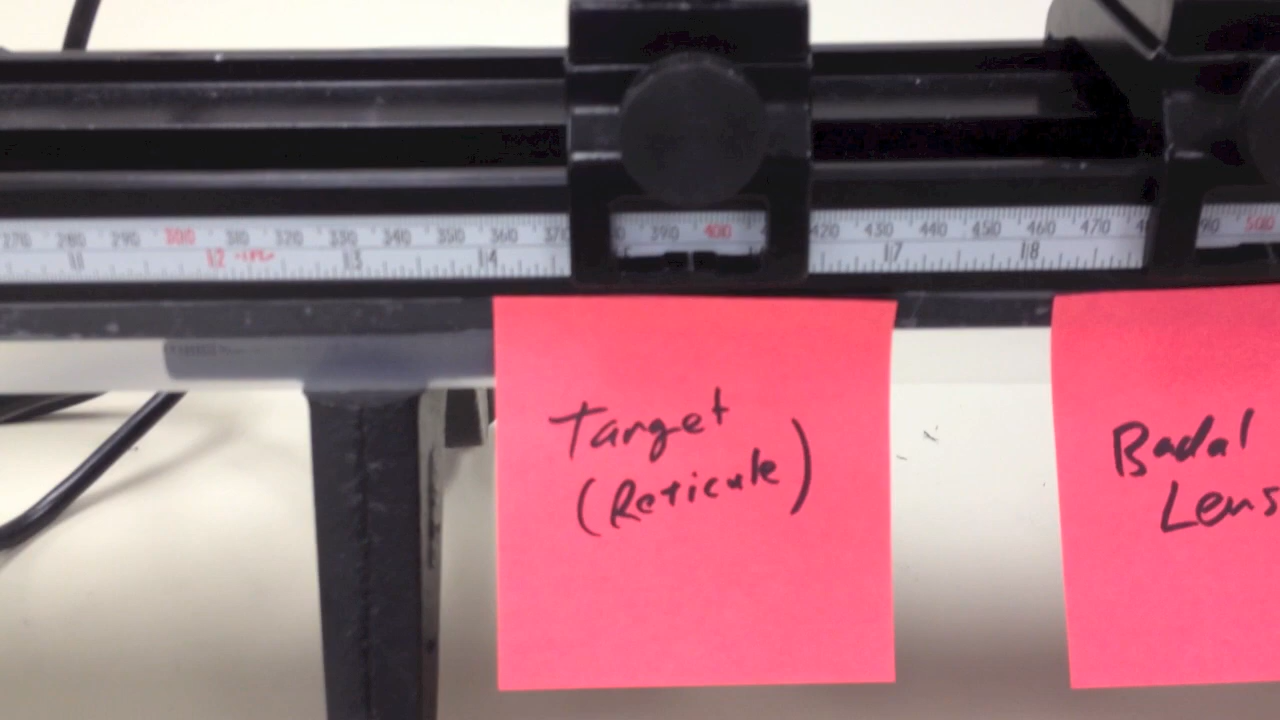 270 280 290 300 310 320 330 340 350 360 37
390 400
420 430 440 450 460 470
500
11 12 13 14
17 18
Target
(Reticule)
Badal
Lens